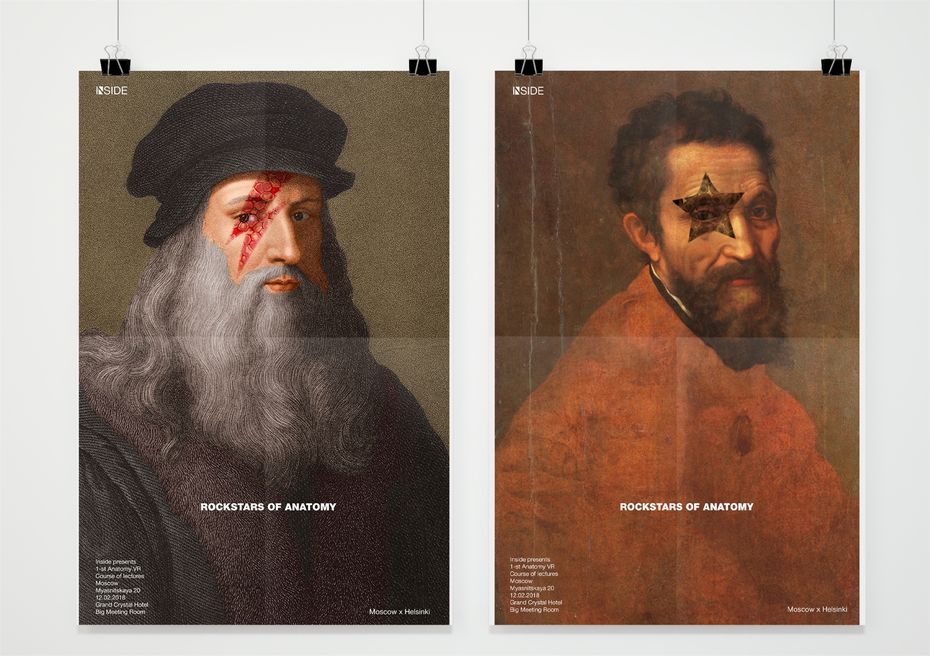 INSIDE
ROCKSTARS OF ANATOMY
Inside presents
1-st Anatomy VR
Course of lectures
Moscow
Myasnitskaya 20
12.02.2018
Grand Crystal Hotel
Big Meeting Room
Moscow x Helsinki
INSIDE
ROCKSTARS OF ANATOMY
Inside presents
1-st Anatomy VR
Course of lectures
Moscow
Myasnitskaya 20
12.02.2018
Grand Crystal Hotel
Big Meeting Room
Moscow x Helsinki